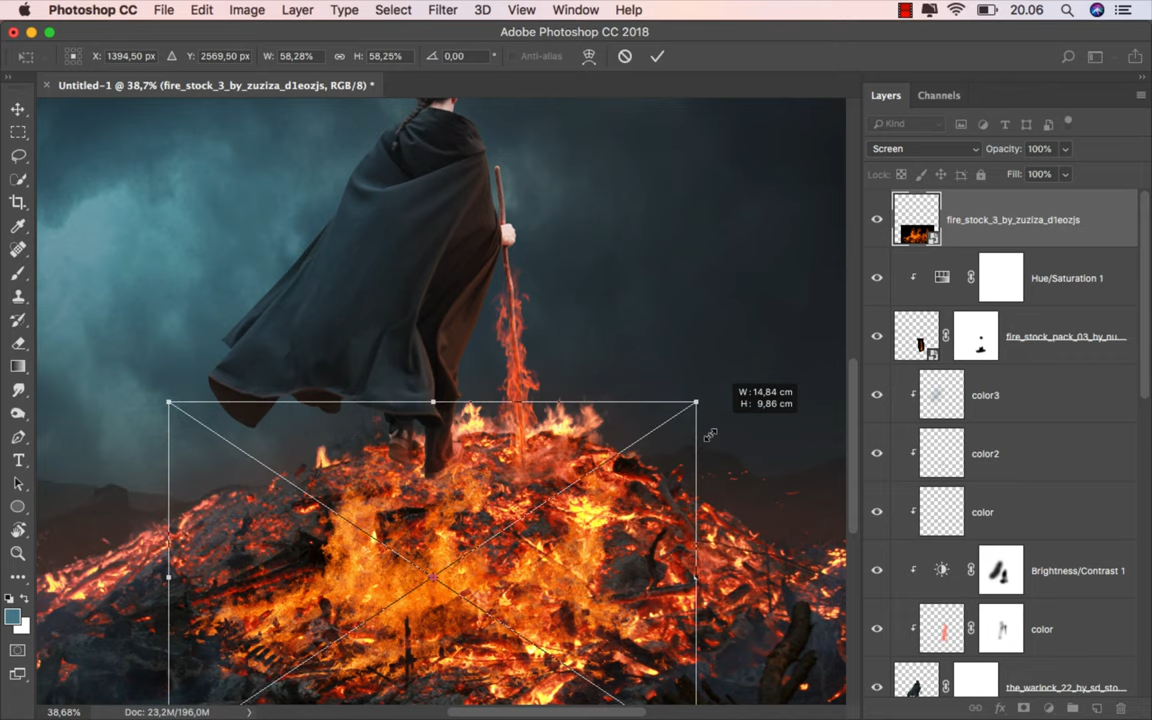 Photoshop CC File Edit Image Layer Type Select Filter 3D View Window Help 20.06
Adobe Photoshop CC 2018
X: 1394,50 px Y: 2569,50 px W: 58,28% H: 58,25% 0,00 ° Anti-alias
Untitled-1 @ 38,7% (fire_stock_3_by_zuziza_d1eozjs, RGB/8) *
Layers Channels
Kind
Screen Opacity: 100%
Lock: Fill: 100%
fire_stock_3_by_zuziza_d1eozjs
Hue/Saturation 1
fire_stock_pack_03_by_nu...
W: 14,84 cm
H: 9,86 cm
color3
color2
color
Brightness/Contrast 1
color
the_warlock_22_by_sd_sto...
38,68% Doc: 23,2M/196,0M